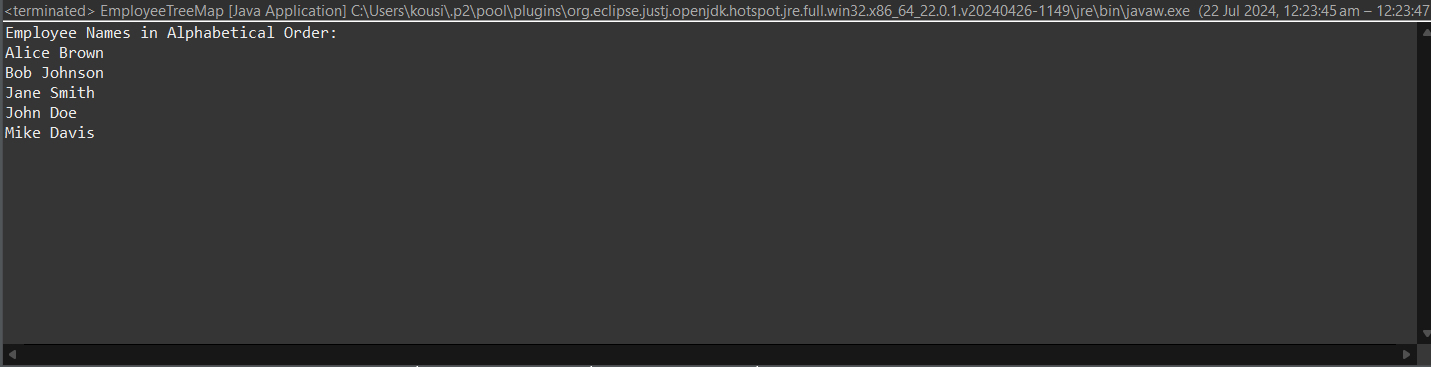 <terminated> EmployeeTreeMap [Java Application] C:\Users\kousi\.p2\pool\plugins\org.eclipse.justj.openjdk.hotspot.jre.full.win32.x86_64_22.0.1.v20240426-1149\jre\bin\javaw.exe (22 Jul 2024, 12:23:45 am – 12:23:47
Employee Names in Alphabetical Order:
Alice Brown
Bob Johnson
Jane Smith
John Doe
Mike Davis